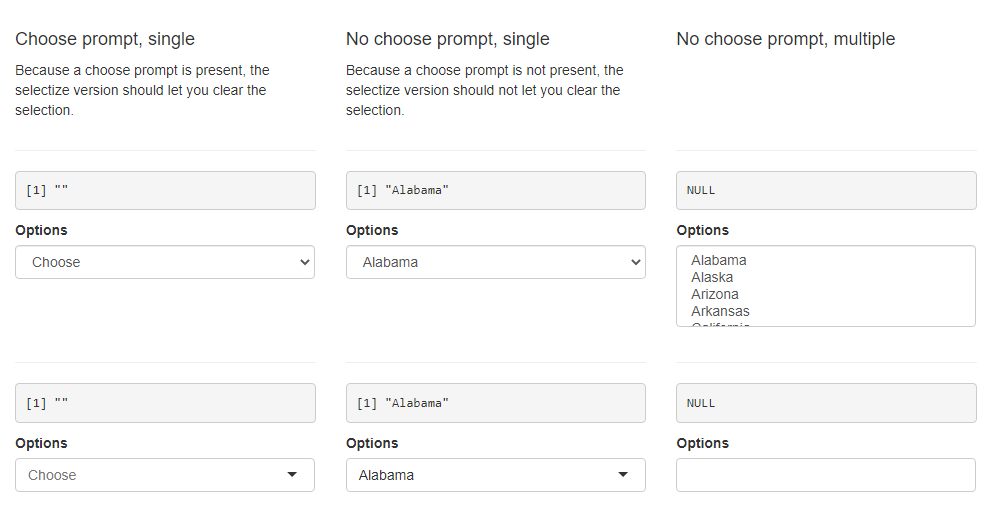 Choose prompt, single
Because a choose prompt is present, the
selectize version should let you clear the
selection.
[1] ""
Options
Choose
[1] ""
Options
Choose
No choose prompt, single
Because a choose prompt is not present, the
selectize version should not let you clear the
selection.
[1] "Alabama"
Options
Alabama
[1] "Alabama"
Options
Alabama
No choose prompt, multiple
NULL
Options
Alabama
Alaska
Arizona
Arkansas
California
NULL
Options